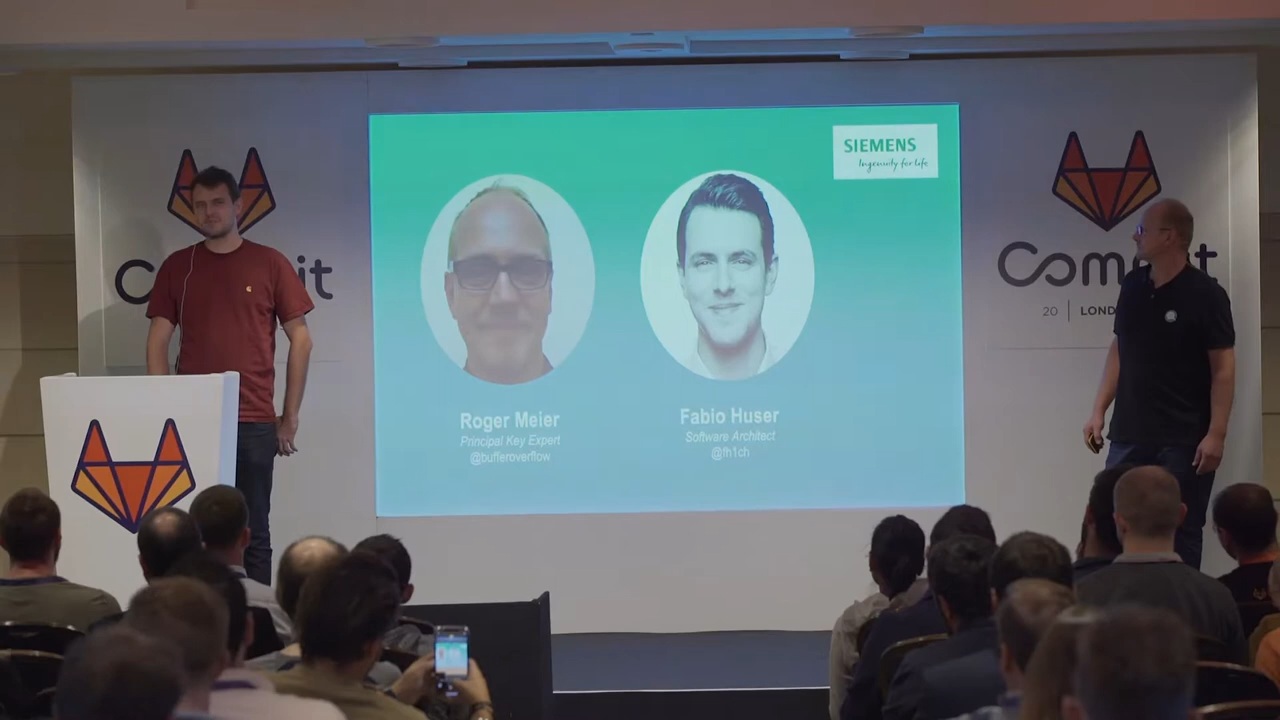 SIEMENS
Ingenuity for life
Roger Meier
Principal Key Expert
@bufferoverflow
Fabio Huser
Software Architect
@fh1ch
20 | LOND